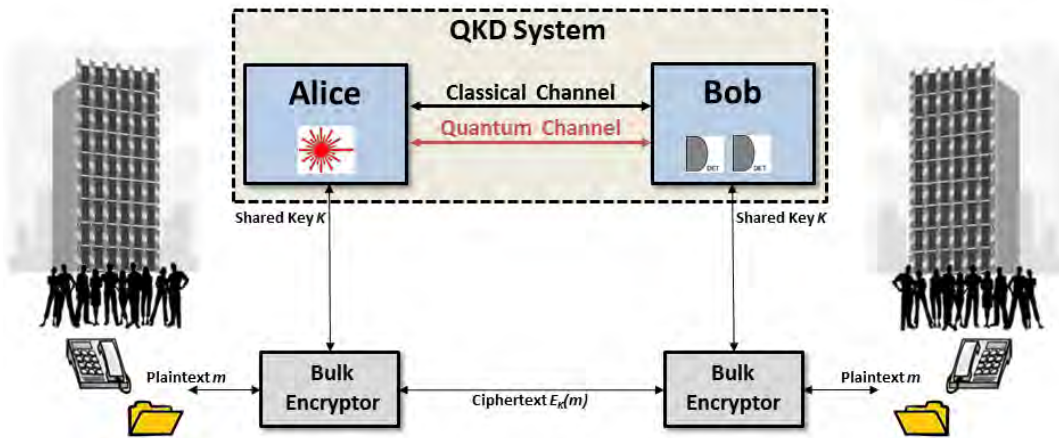 QKD System
Alice
Classical Channel
Quantum Channel
Bob
DET
DET
Shared Key K
Shared Key K
Plaintext m
Bulk
Encryptor
Ciphertext E_K(m)
Bulk
Encryptor
Plaintext m